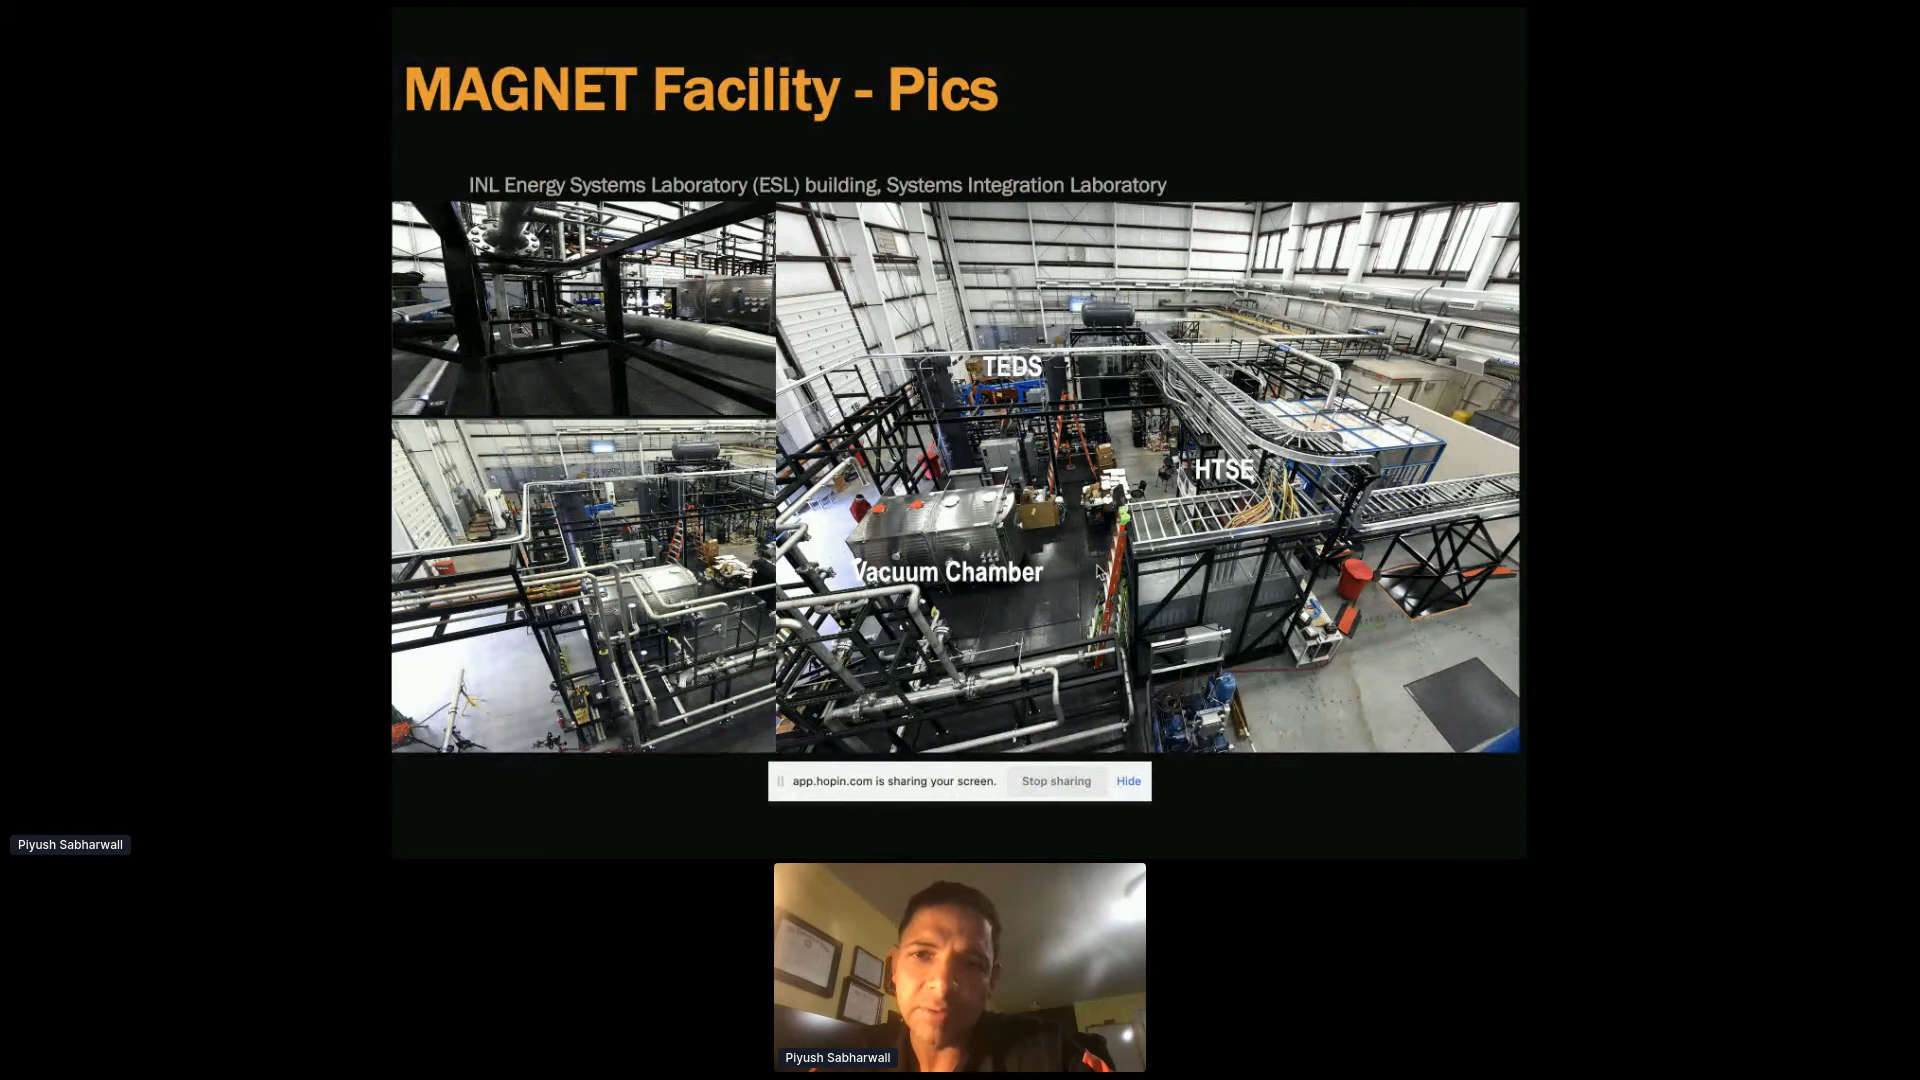 MAGNET Facility - Pics
INL Energy Systems Laboratory (ESL) building, Systems Integration Laboratory
TEDS
HTSE
Vacuum Chamber
app.hopin.com is sharing your screen. Stop sharing Hide
Piyush Sabharwall
Piyush Sabharwall